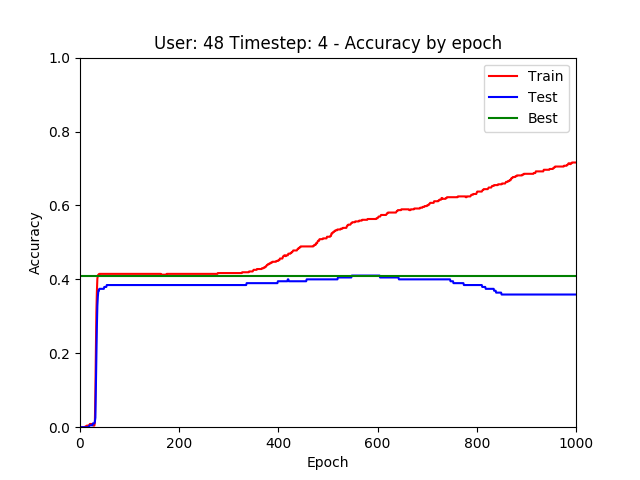 User: 48 Timestep: 4 - Accuracy by epoch
1.0
0.8
0.6
0.4
0.2
0.0
Accuracy
Train
Test
Best
0 200 400 600 800 1000
Epoch